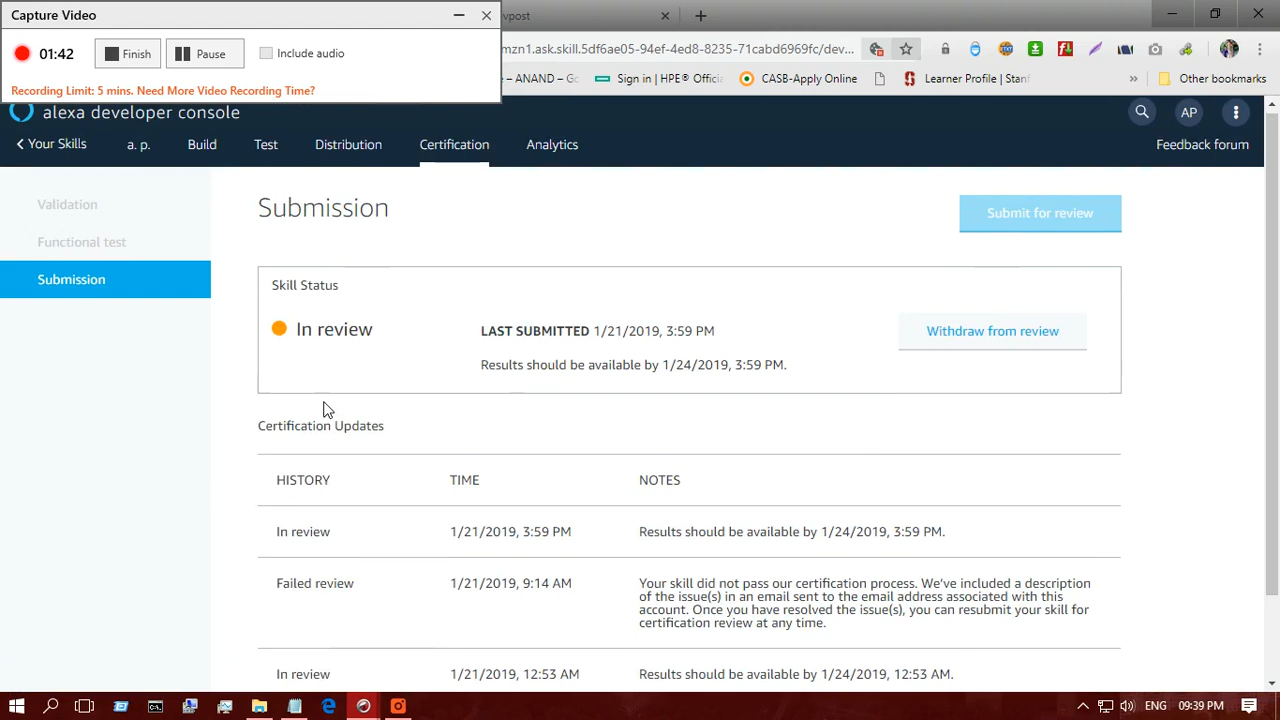 Capture Video
vpost
01:42
Finish
Pause
Include audio
Recording Limit: 5 mins. Need More Video Recording Time?
mzn1.ask.skill.5df6ae05-94ef-4ed8-8235-71cabd6969fc/dev...
– ANAND – Go
Sign in | HPE® Offici
CASB-Apply Online
Learner Profile | Stanf
»
Other bookmarks
alexa developer console
AP
Your Skills
a. p.
Build
Test
Distribution
Certification
Analytics
Feedback forum
Validation
Functional test
Submission
Submission
Submit for review
Skill Status
In review
LAST SUBMITTED 1/21/2019, 3:59 PM
Withdraw from review
Results should be available by 1/24/2019, 3:59 PM.
Certification Updates
HISTORY
TIME
NOTES
In review
1/21/2019, 3:59 PM
Results should be available by 1/24/2019, 3:59 PM.
Failed review
1/21/2019, 9:14 AM
Your skill did not pass our certification process. We've included a description
of the issue(s) in an email sent to the email address associated with this
account. Once you have resolved the issue(s), you can resubmit your skill for
certification review at any time.
In review
1/21/2019, 12:53 AM
Results should be available by 1/24/2019, 12:53 AM.
ENG
09:39 PM